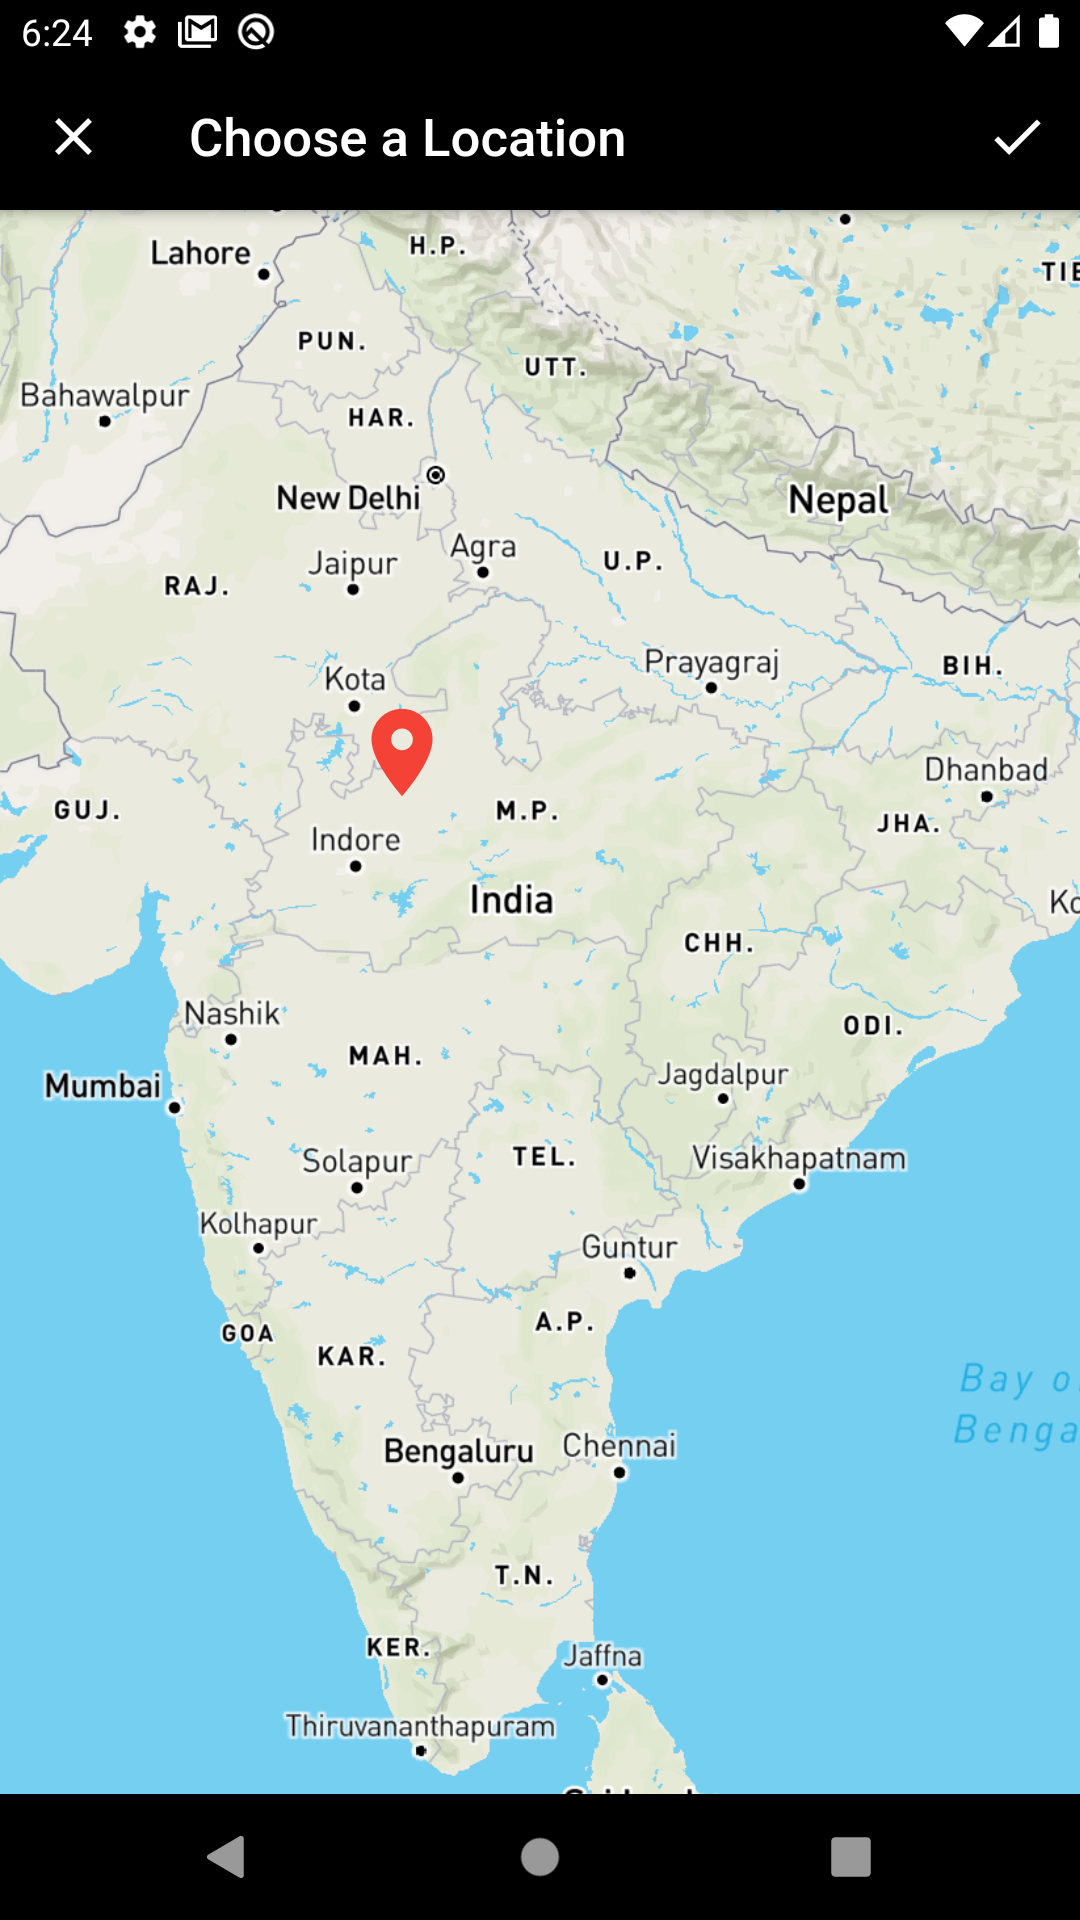 6:24
Choose a Location
H.P.
Lahore
TIB
PUN.
UTT.
Bahawalpur
HAR.
New Delhi
Nepal
Agra
Jaipur
U.P.
RAJ.
Prayagraj
BIH.
Kota
Dhanbad
GUJ.
M.P.
JHA.
Indore
India
Ko
CHH.
Nashik
ODI.
MAH.
Jagdalpur
Mumbai
TEL.
Visakhapatnam
Solapur
Kolhapur
Guntur
A.P.
GOA
KAR.
Bay o
Benga
Bengaluru
Chennai
T.N.
KER.
Jaffna
Thiruvananthapuram